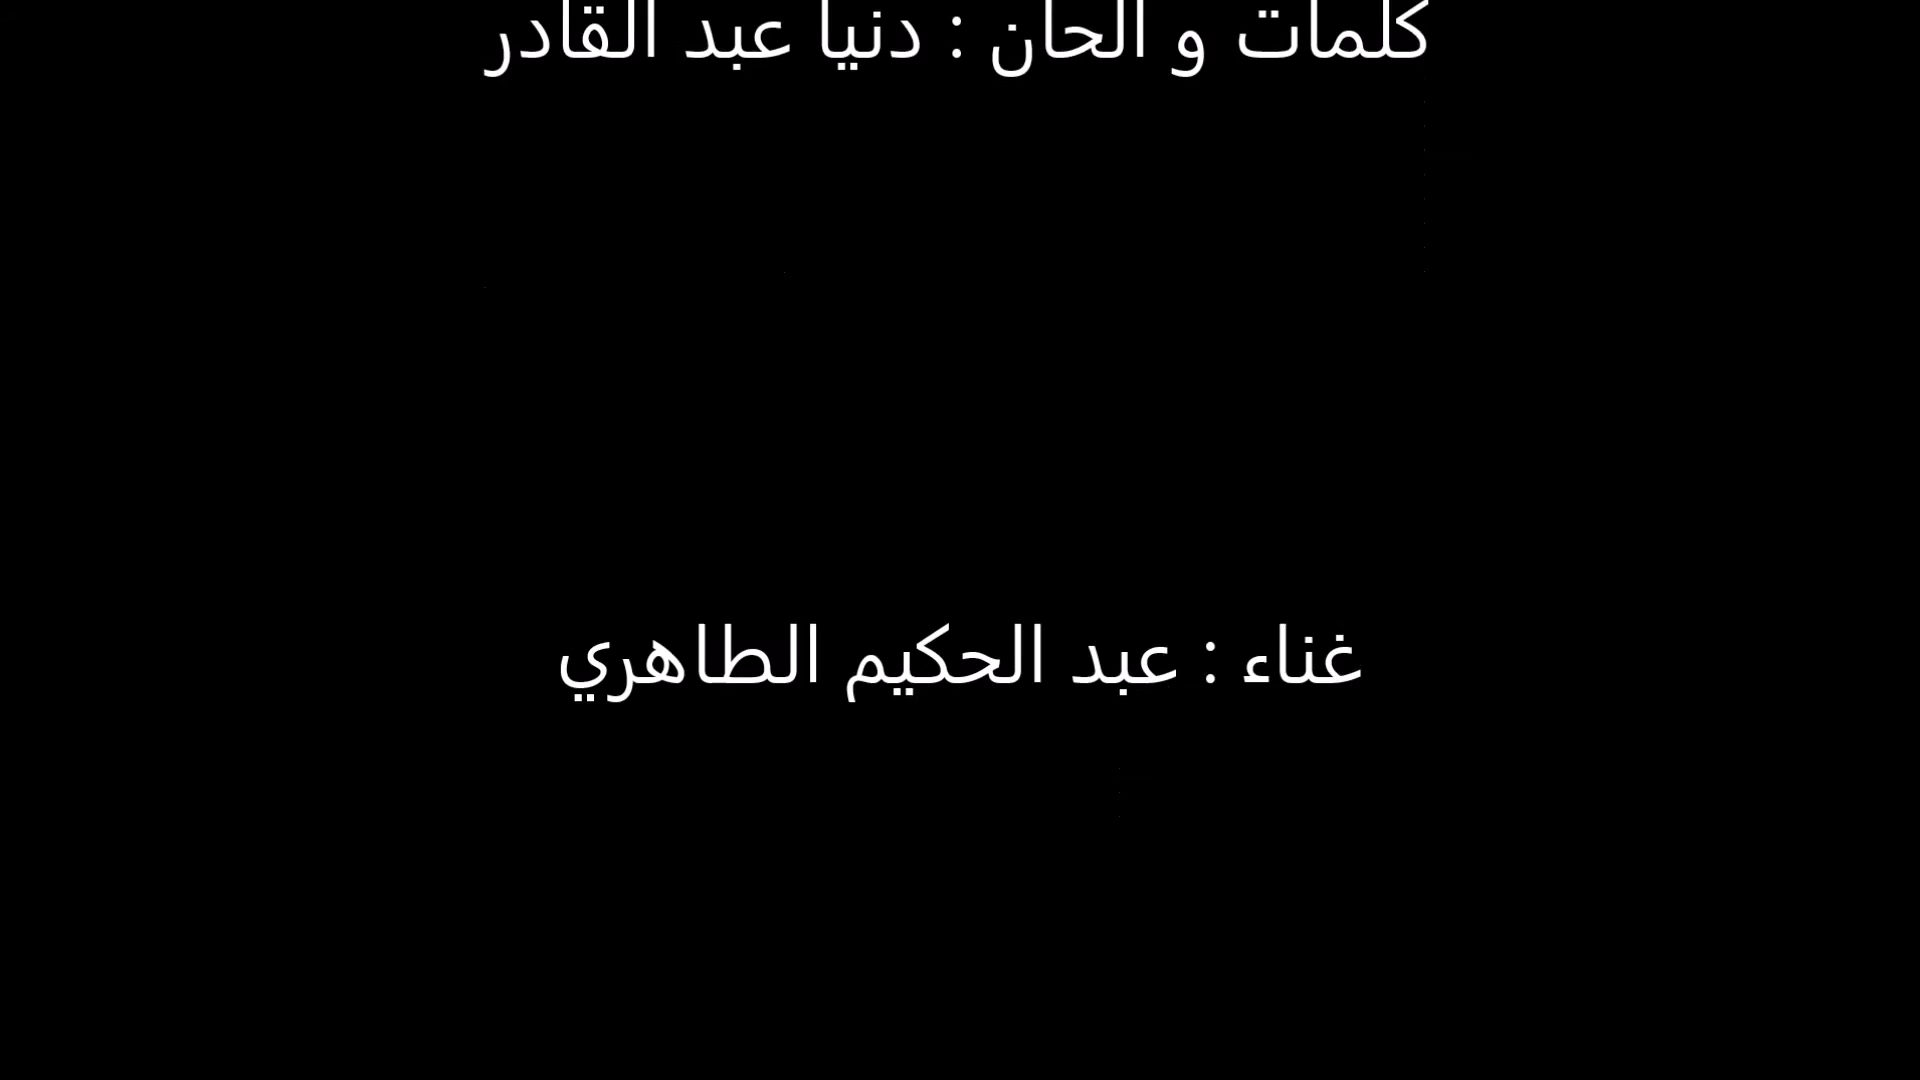 كلمات و الحان : دنيا عبد القادر
غناء : عبد الحكيم الطاهري